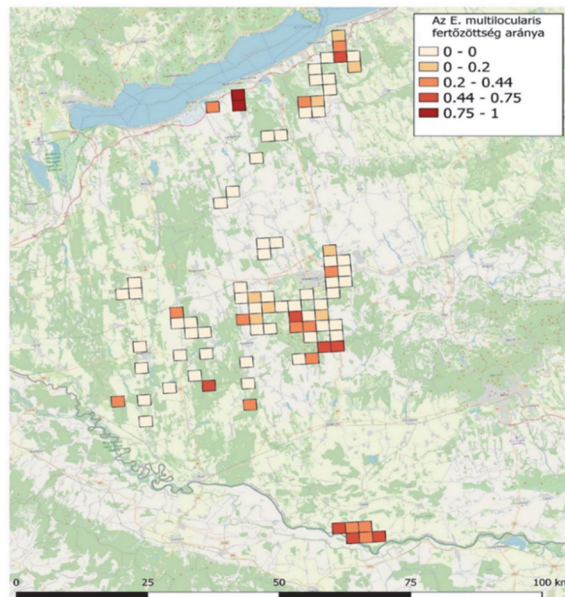 Az E. multilocularis
fertőzöttség aránya
0 - 0
0 - 0.2
0.2 - 0.44
0.44 - 0.75
0.75 - 1
0 25 50 75 100 km